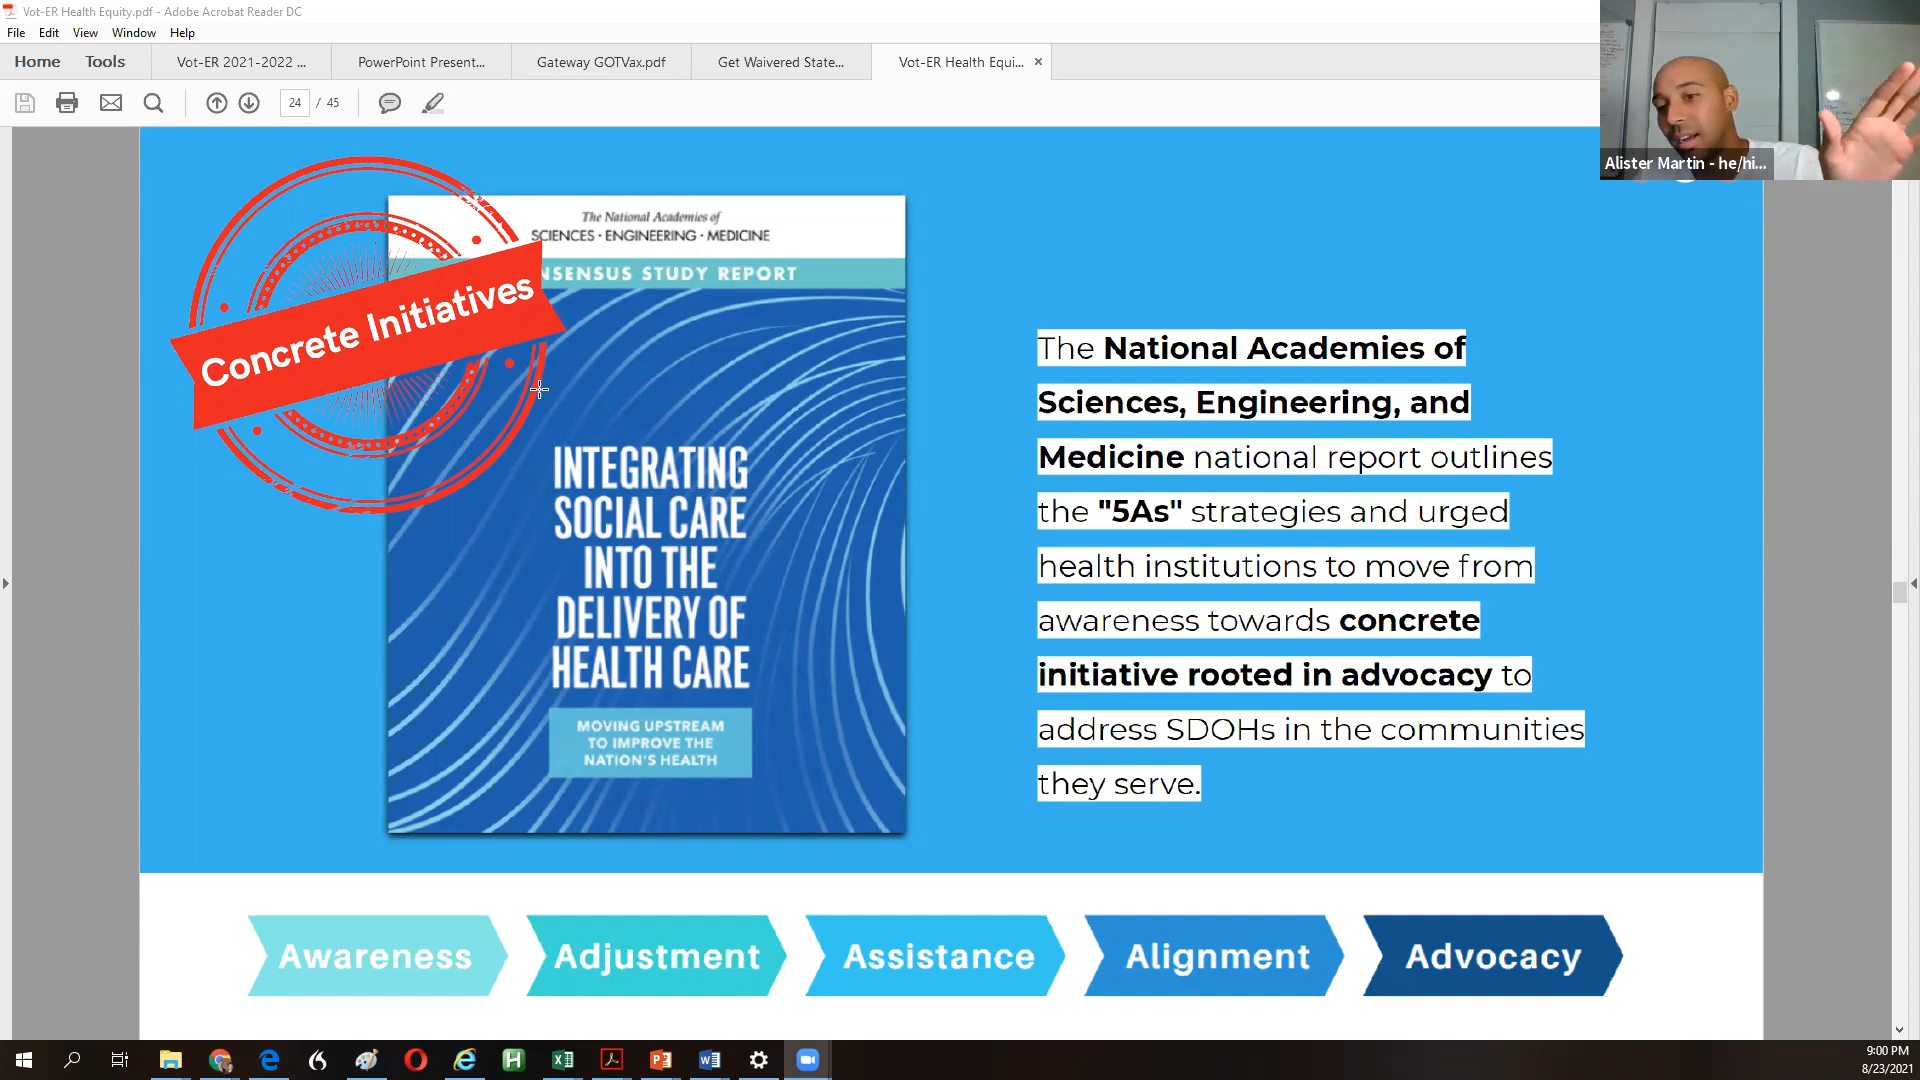 Vot-ER Health Equity.pdf - Adobe Acrobat Reader DC
File Edit View Window Help
Home Tools Vot-ER 2021-2022 ... PowerPoint Present... Gateway GOTVax.pdf Get Waivered State... Vot-ER Health Equi... ×
24 / 45
Alister Martin - he/hi...
The National Academies of
SCIENCES · ENGINEERING · MEDICINE
NSENSUS STUDY REPORT
Concrete Initiatives
INTEGRATING
SOCIAL CARE
INTO THE
DELIVERY OF
HEALTH CARE
MOVING UPSTREAM
TO IMPROVE THE
NATION'S HEALTH
The National Academies of
Sciences, Engineering, and
Medicine national report outlines
the "5As" strategies and urged
health institutions to move from
awareness towards concrete
initiative rooted in advocacy to
address SDOHs in the communities
they serve.
Awareness Adjustment Assistance Alignment Advocacy
9:00 PM
8/23/2021